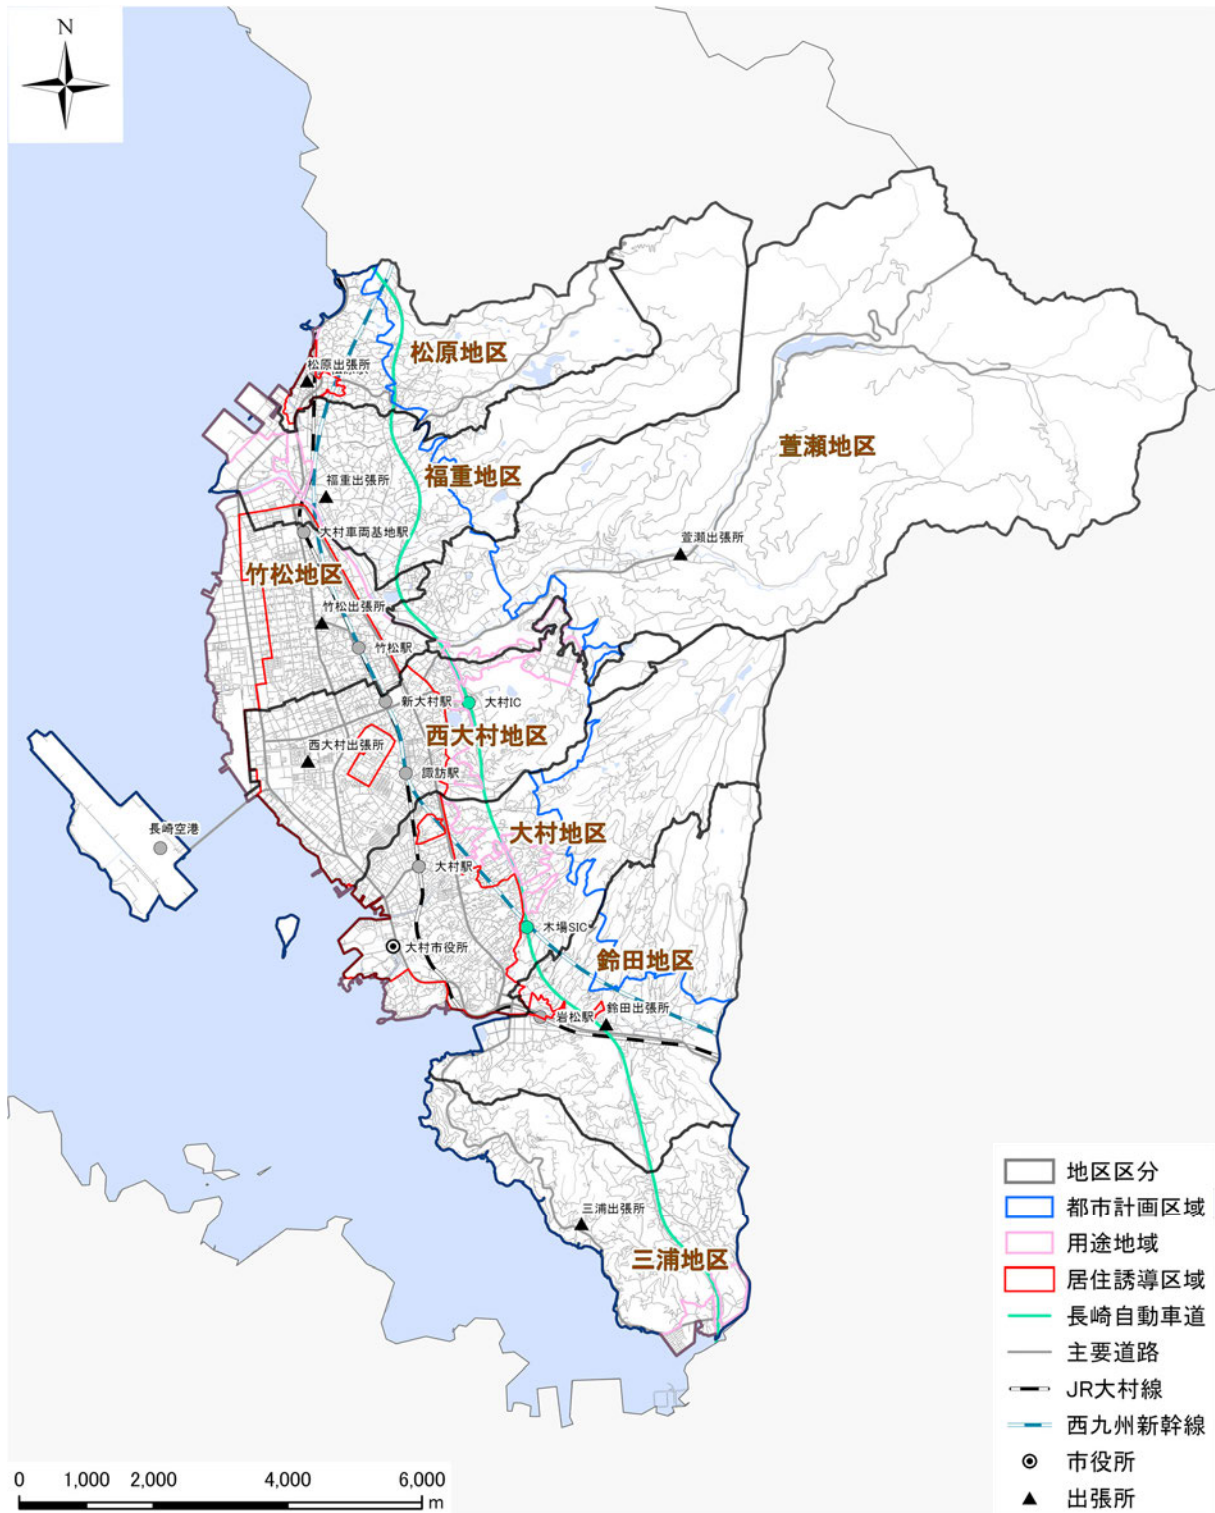 N
松原地区
松原出張所
萱瀬地区
福重地区
福重出張所
大村車両基地駅
萱瀬出張所
竹松地区
竹松出張所
竹松駅
新大村駅
大村IC
西大村地区
西大村出張所
諏訪駅
大村地区
長崎空港
大村駅
木場SIC
大村市役所
鈴田地区
鈴田出張所
岩松駅
三浦出張所
三浦地区
地区区分
都市計画区域
用途地域
居住誘導区域
長崎自動車道
主要道路
JR大村線
西九州新幹線
市役所
出張所
0 1,000 2,000 4,000 6,000
m